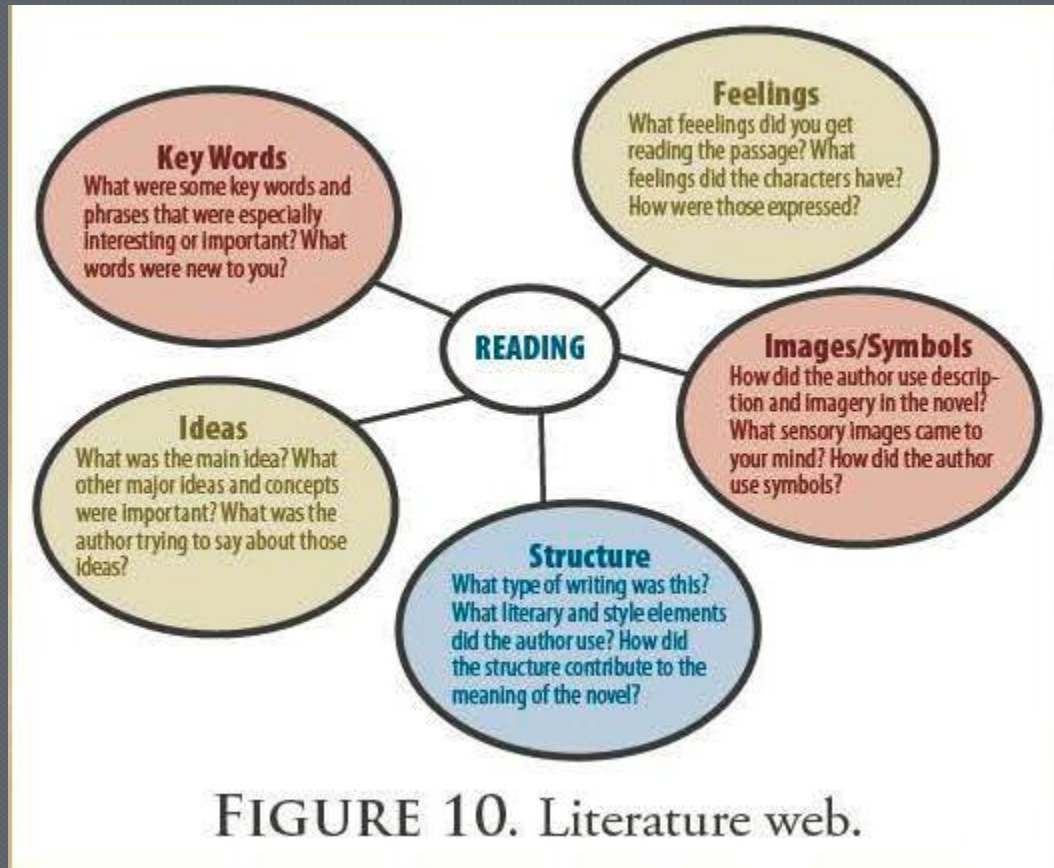 Key Words
What were some key words and
phrases that were especially
interesting or important? What
words were new to you?
Feelings
What feeelings did you get
reading the passage? What
feelings did the characters have?
How were those expressed?
READING
Images/Symbols
How did the author use descrip-
tion and imagery in the novel?
What sensory images came to
your mind? How did the author
use symbols?
Ideas
What was the main idea? What
other major ideas and concepts
were important? What was the
author trying to say about those
ideas?
Structure
What type of writing was this?
What literary and style elements
did the author use? How did
the structure contribute to the
meaning of the novel?
FIGURE 10. Literature web.